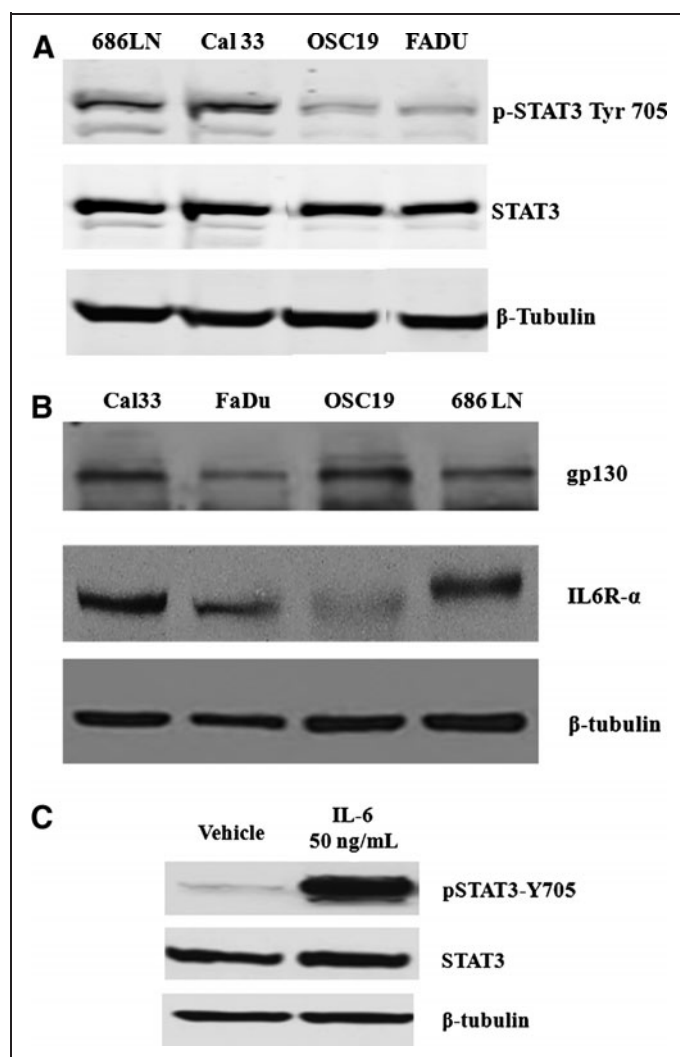 A
686LN Cal 33 OSC19 FADU
p-STAT3 Tyr 705
STAT3
β-Tubulin
B
Cal33 FaDu OSC19 686 LN
gp130
IL6R-α
β-tubulin
C
Vehicle IL-6
50 ng/mL
pSTAT3-Y705
STAT3
β-tubulin